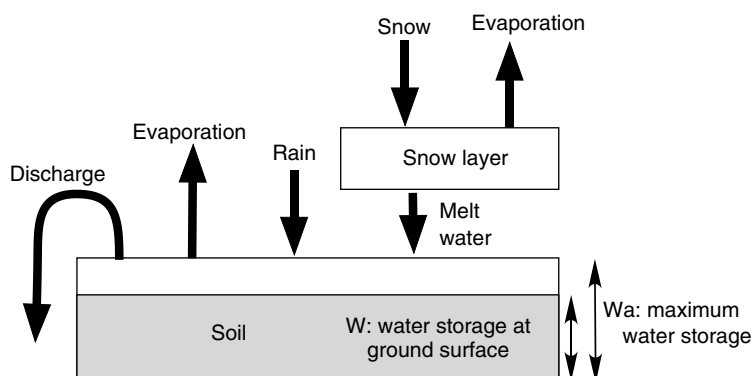 Snow
Evaporation
Evaporation
Rain
Snow layer
Discharge
Melt
water
Soil
W: water storage at
ground surface
Wa: maximum
water storage